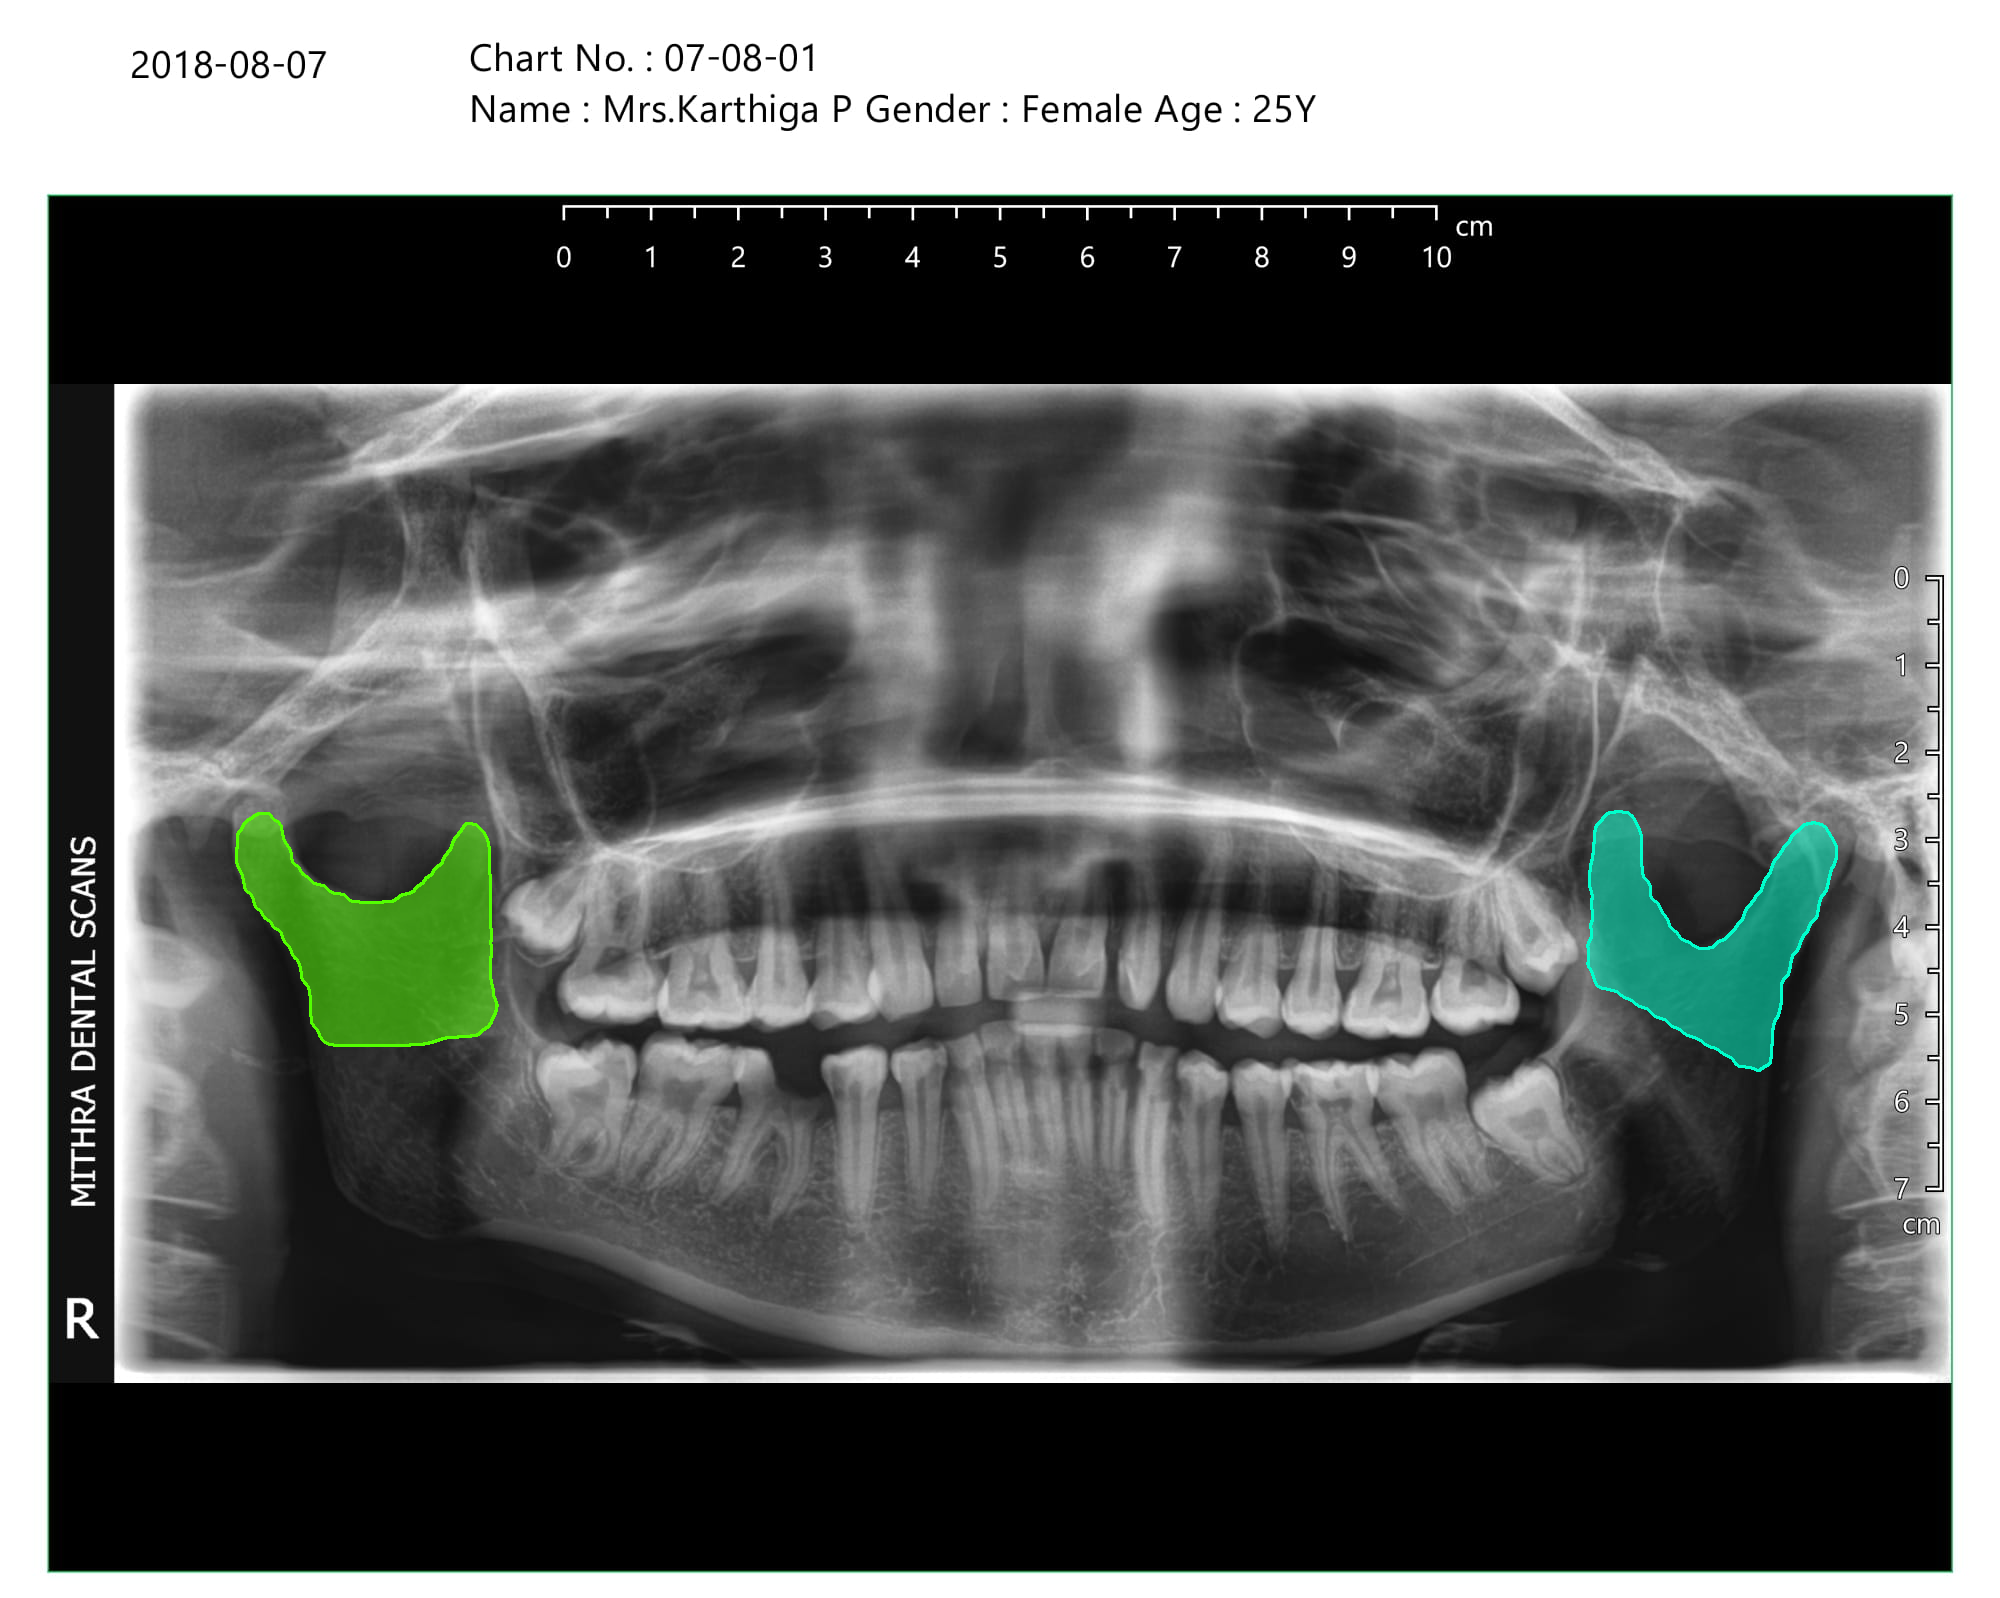 2018-08-07
Chart No. : 07-08-01
Name : Mrs.Karthiga P Gender : Female Age : 25Y
cm
0 1 2 3 4 5 6 7 8 9 10
0
1
2
3
4
5
6
7
cm
MITHRA DENTAL SCANS
R